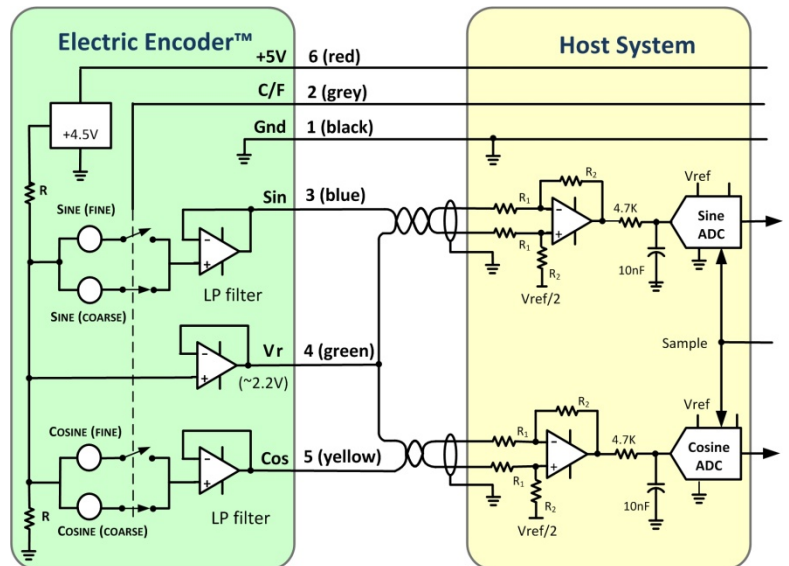 Electric Encoder™
Host System
+5V 6 (red)
C/F 2 (grey)
+4.5V
Gnd 1 (black)
R
Sin 3 (blue)
SINE (FINE)
SINE (COARSE)
LP filter
R₁
R₂
R₁
R₂
Vref/2
4.7K
10nF
Vref
Sine
ADC
Vr 4 (green)
(~2.2V)
Sample
COSINE (FINE)
COSINE (COARSE)
R
Cos 5 (yellow)
LP filter
R₁
R₂
R₁
R₂
Vref/2
4.7K
10nF
Vref
Cosine
ADC